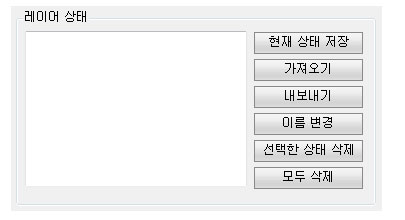 레이어 상태
현재 상태 저장
가져오기
내보내기
이름 변경
선택한 상태 삭제
모두 삭제